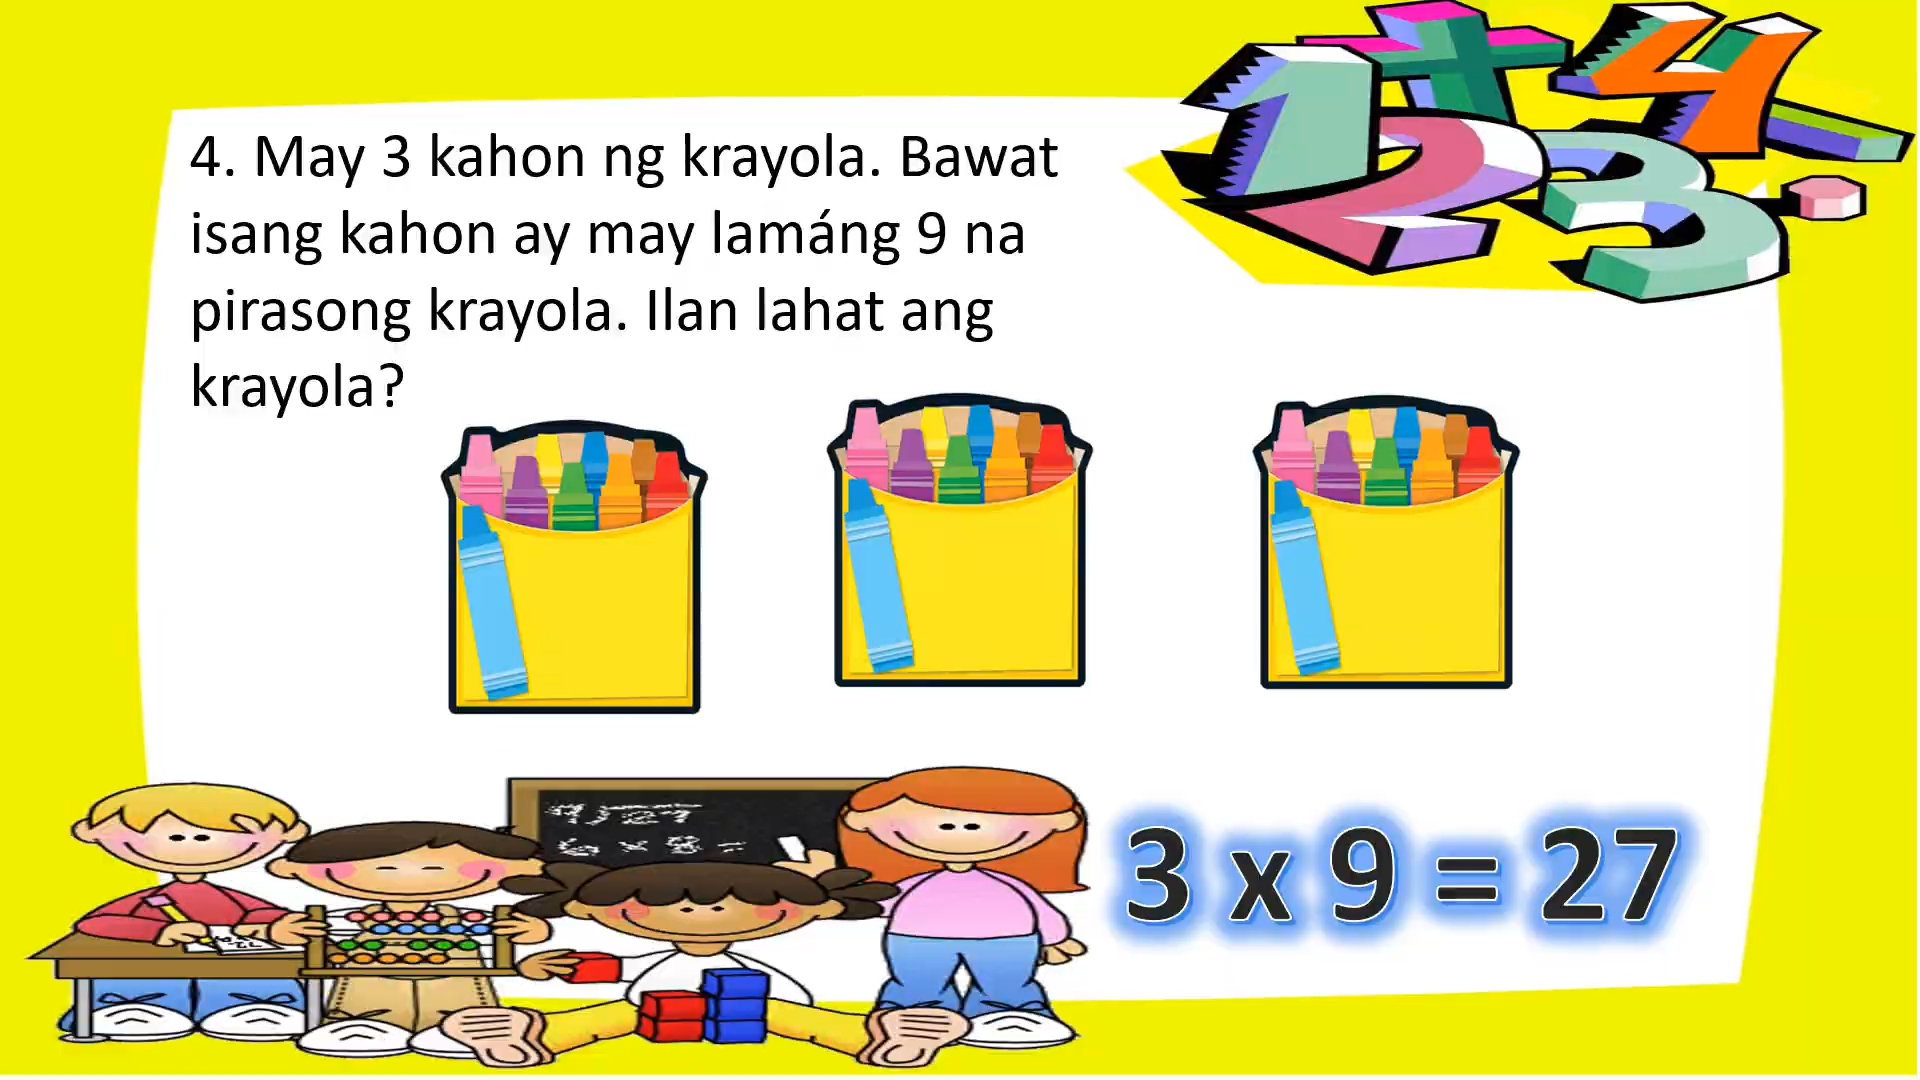 4. May 3 kahon ng krayola. Bawat
isang kahon ay may lamáng 9 na
pirasong krayola. Ilan lahat ang
krayola?
3 x 9 = 27